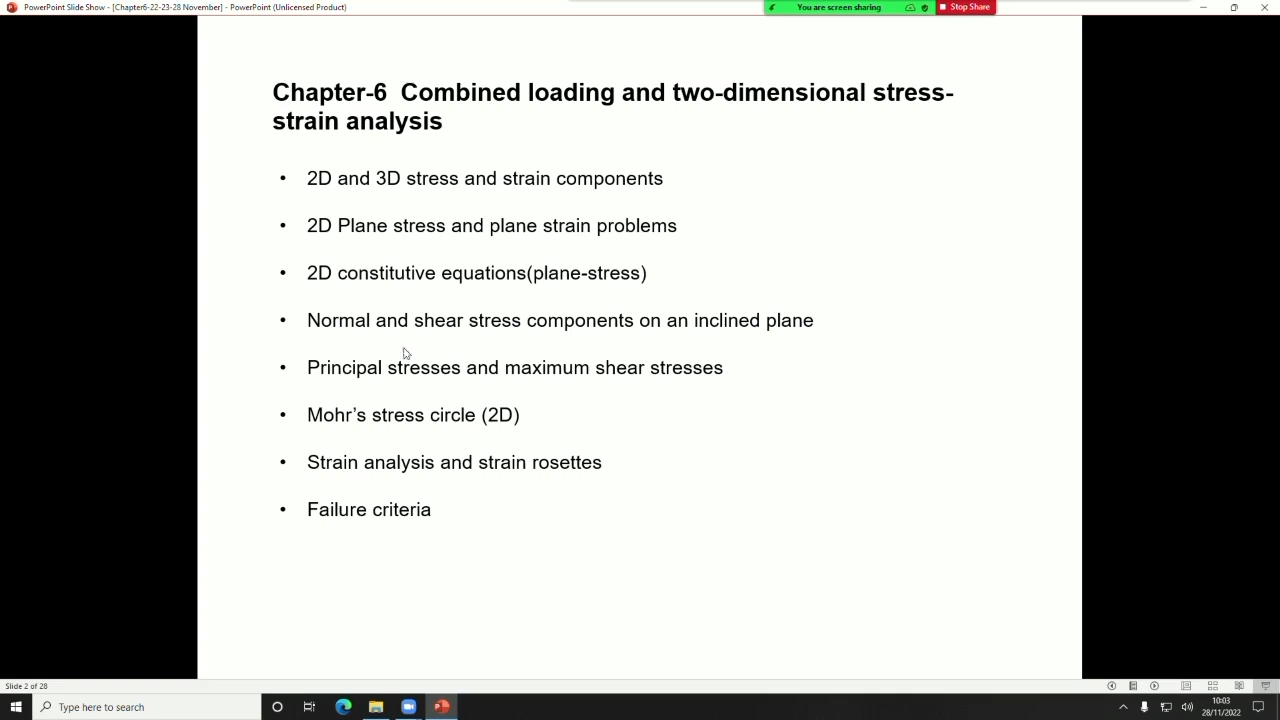 PowerPoint Slide Show - [Chapter6-22-23-28 November] - PowerPoint (Unlicensed Product)
You are screen sharing
Stop Share
Chapter-6 Combined loading and two-dimensional stress-
strain analysis
• 2D and 3D stress and strain components
• 2D Plane stress and plane strain problems
• 2D constitutive equations(plane-stress)
• Normal and shear stress components on an inclined plane
• Principal stresses and maximum shear stresses
• Mohr’s stress circle (2D)
• Strain analysis and strain rosettes
• Failure criteria
Slide 2 of 28
Type here to search
10:03
28/11/2022